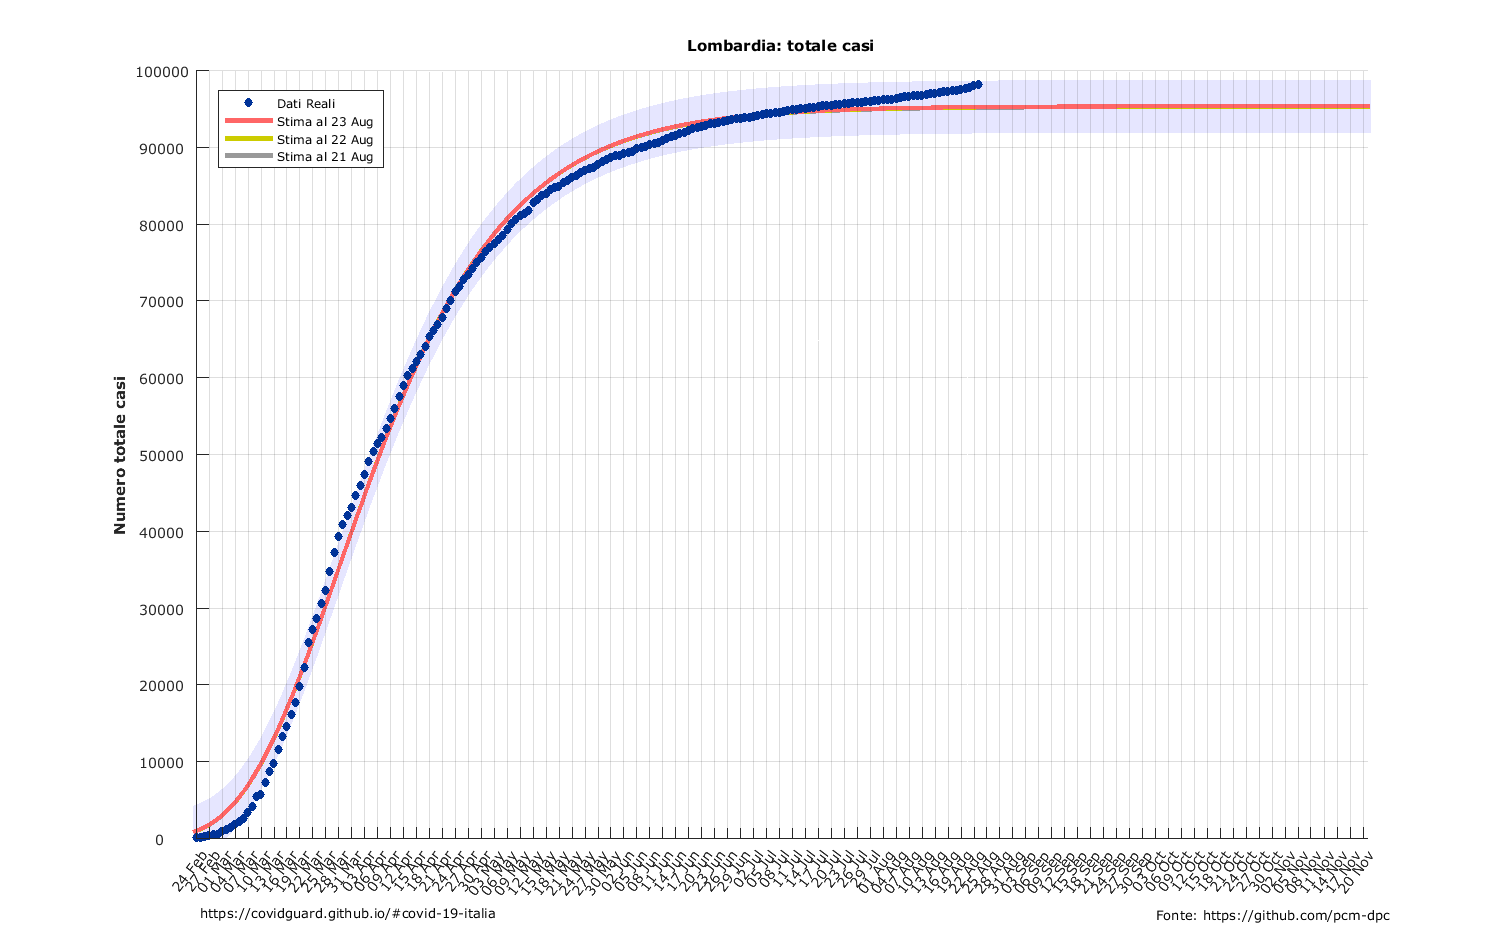 Lombardia: totale casi
100000
90000
80000
70000
60000
50000
40000
30000
20000
10000
0
Numero totale casi
Dati Reali
Stima al 23 Aug
Stima al 22 Aug
Stima al 21 Aug
24 Feb
27 Feb
01 Mar
04 Mar
07 Mar
10 Mar
13 Mar
16 Mar
19 Mar
22 Mar
25 Mar
28 Mar
31 Mar
03 Apr
06 Apr
09 Apr
12 Apr
15 Apr
18 Apr
21 Apr
24 Apr
27 Apr
30 Apr
03 May
06 May
09 May
12 May
15 May
18 May
21 May
24 May
27 May
30 May
02 Jun
05 Jun
08 Jun
11 Jun
14 Jun
17 Jun
20 Jun
23 Jun
26 Jun
29 Jun
02 Jul
05 Jul
08 Jul
11 Jul
14 Jul
17 Jul
20 Jul
23 Jul
26 Jul
29 Jul
01 Aug
04 Aug
07 Aug
10 Aug
13 Aug
16 Aug
19 Aug
22 Aug
25 Aug
28 Aug
31 Aug
03 Sep
06 Sep
09 Sep
12 Sep
15 Sep
18 Sep
21 Sep
24 Sep
27 Sep
30 Sep
03 Oct
06 Oct
09 Oct
12 Oct
15 Oct
18 Oct
21 Oct
24 Oct
27 Oct
30 Oct
02 Nov
05 Nov
08 Nov
11 Nov
14 Nov
17 Nov
20 Nov
https://covidguard.github.io/#covid-19-italia
Fonte: https://github.com/pcm-dpc